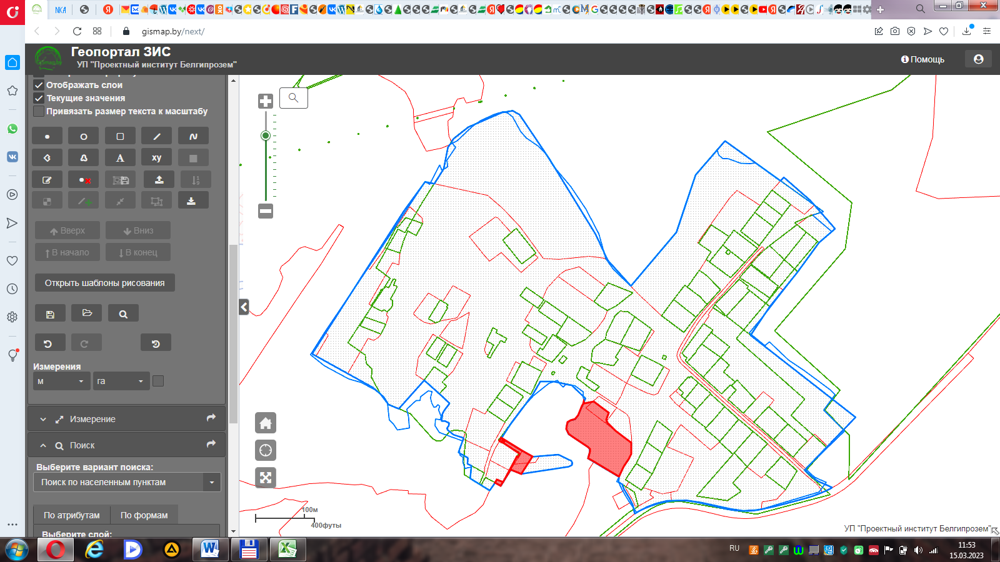 NKA
gismap.by/next/
Геопортал ЗИС
УП "Проектный институт Белгипрозем"
Помощь
Отображать слои
Текущие значения
Привязать размер текста к масштабу
A
xy
Вверх
Вниз
В начало
В конец
Открыть шаблоны рисования
Измерения
м
га
Измерение
Поиск
Выберите вариант поиска:
Поиск по населенным пунктам
По атрибутам
По формам
Выберите слой:
100м
400футы
УП "Проектный институт Белгипрозем"
RU
11:53
15.03.2023